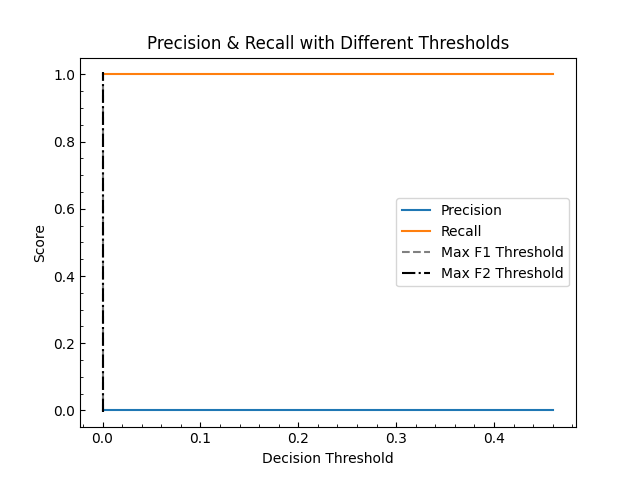 Precision & Recall with Different Thresholds
1.0
0.8
0.6
0.4
0.2
0.0
Score
Precision
Recall
Max F1 Threshold
Max F2 Threshold
0.0 0.1 0.2 0.3 0.4
Decision Threshold